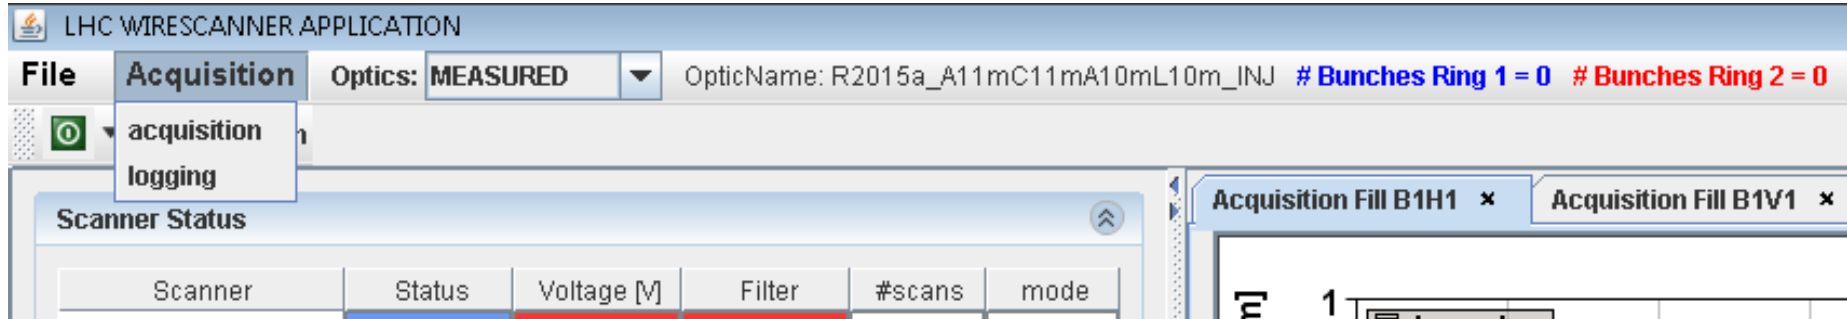 LHC WIRESCANNER APPLICATION
File Acquisition Optics: MEASURED OpticName: R2015a_A11mC11mA10mL10m_INJ # Bunches Ring 1 = 0 # Bunches Ring 2 = 0
acquisition
logging
Scanner Status
Acquisition Fill B1H1 × Acquisition Fill B1V1 ×
Scanner Status Voltage [V] Filter #scans mode
1